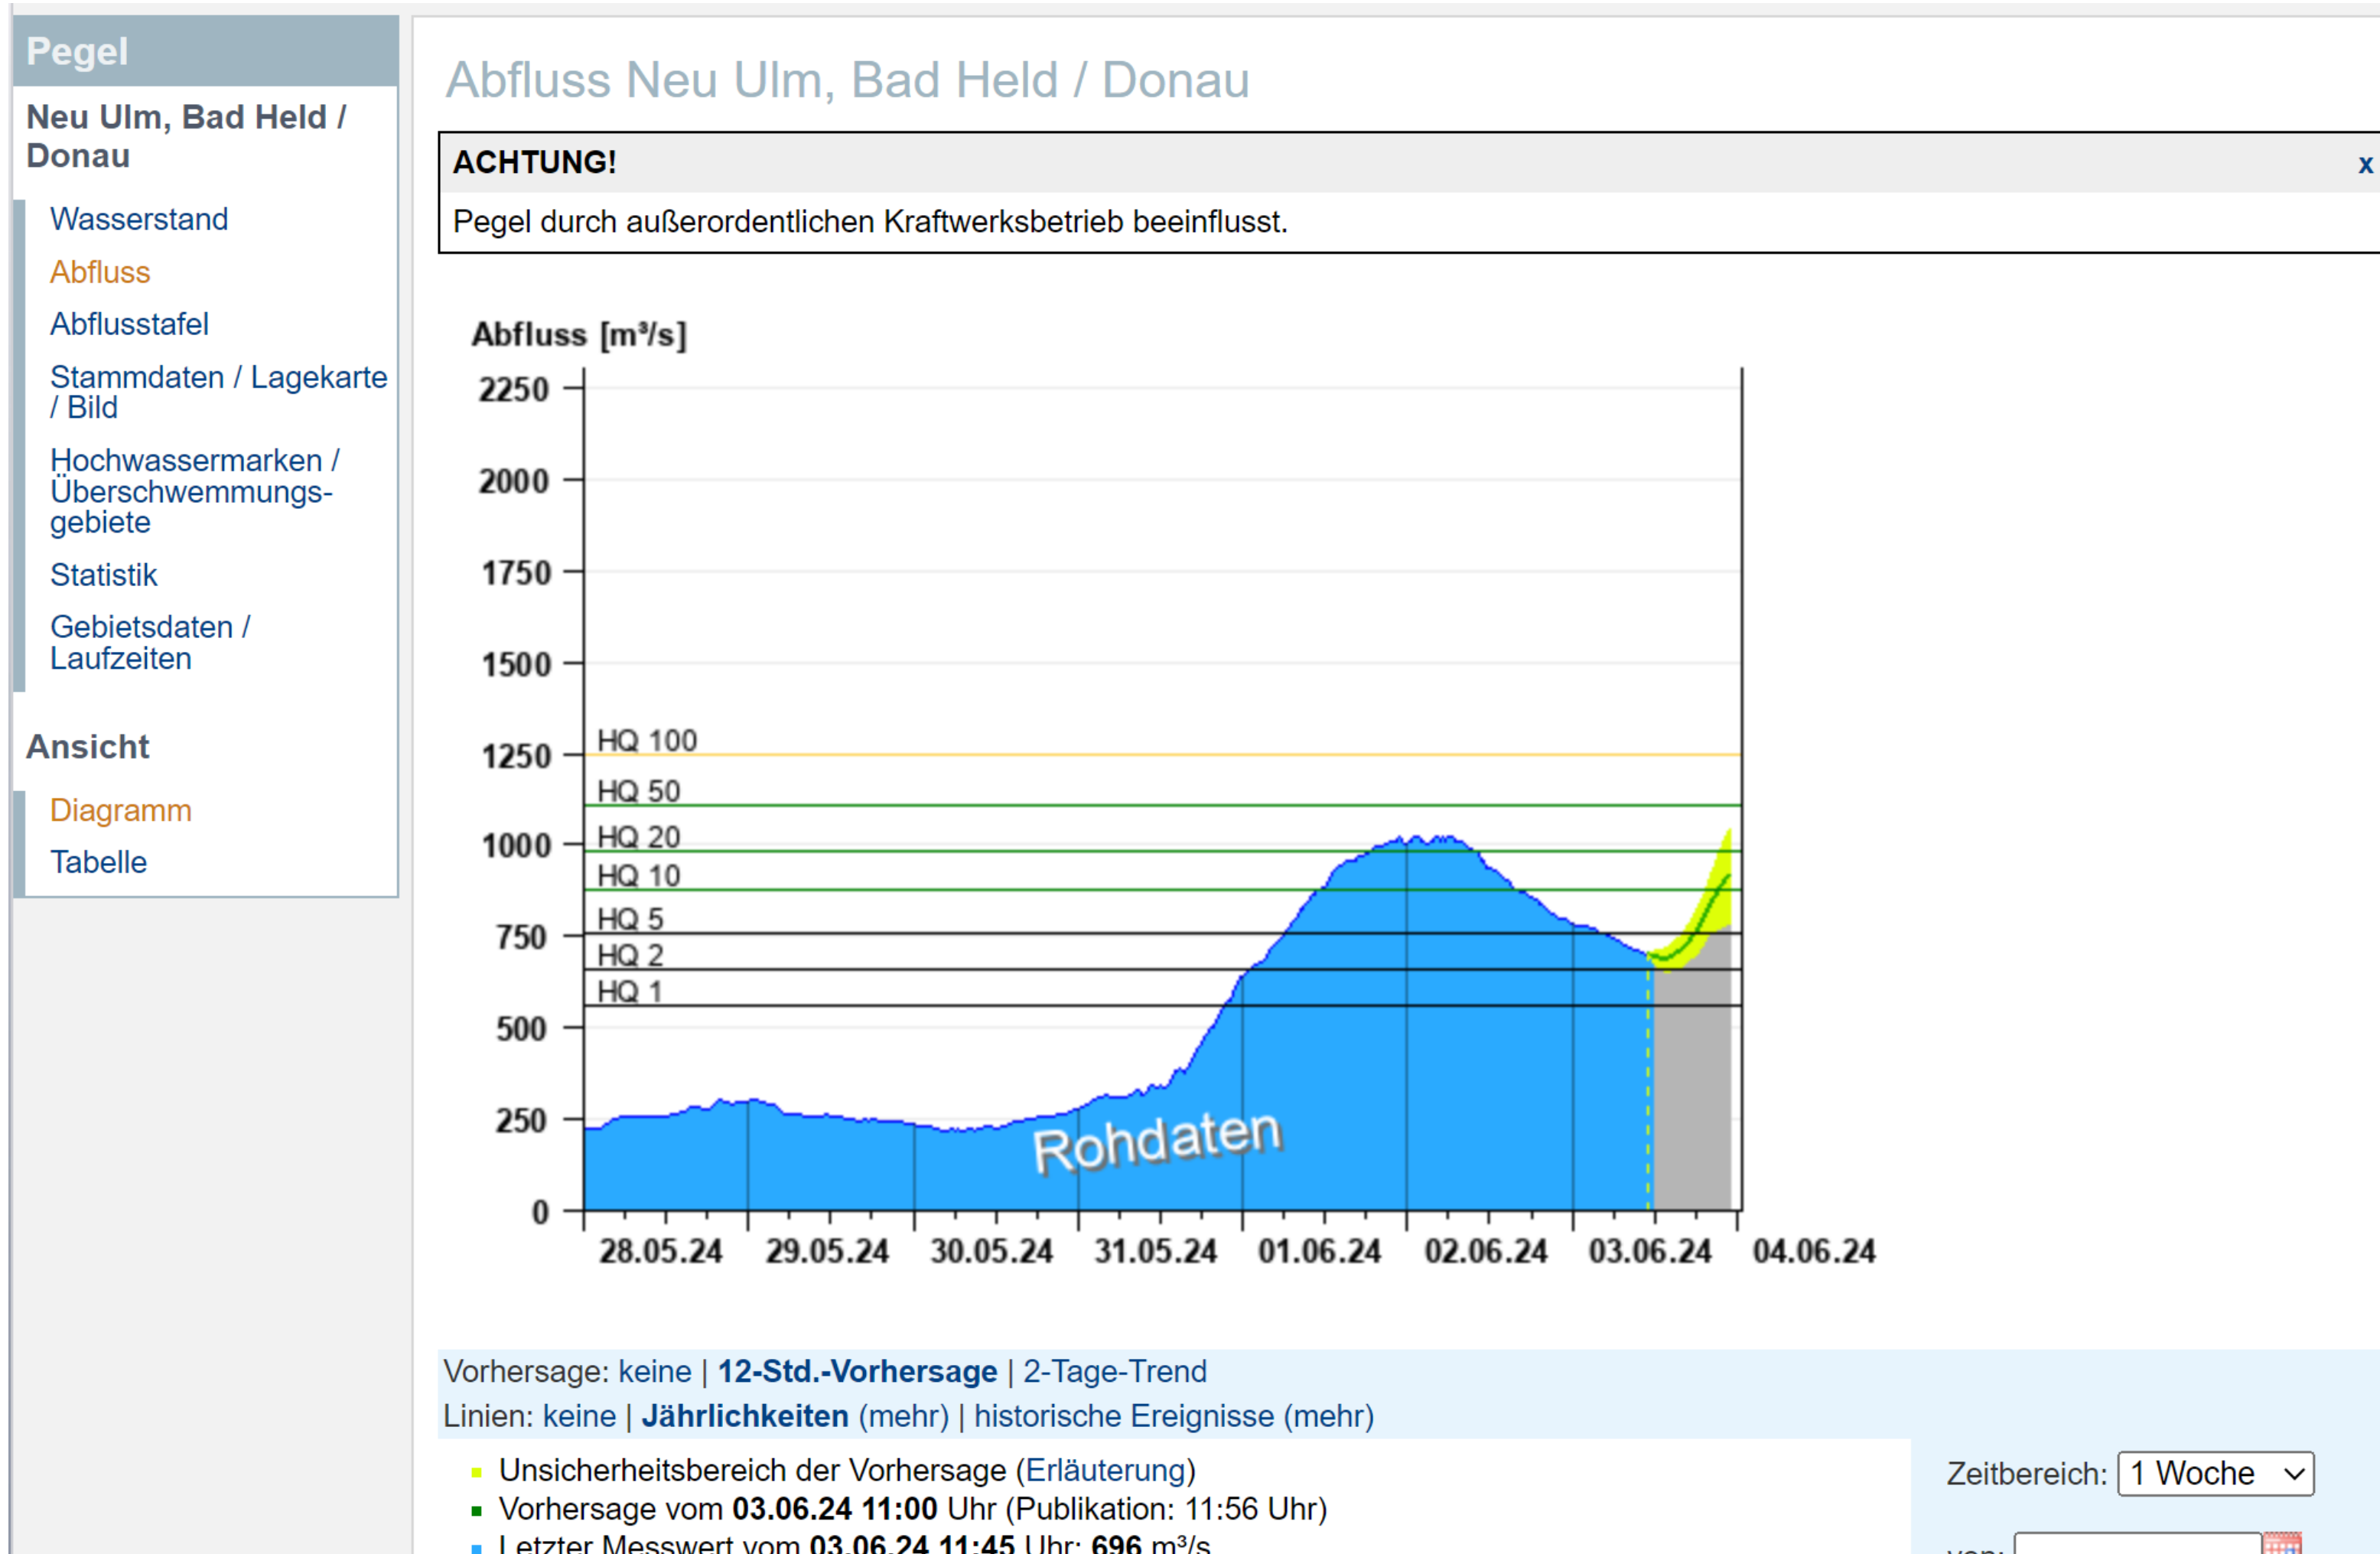 Pegel
Neu Ulm, Bad Held /
Donau
Wasserstand
Abfluss
Abflusstafel
Stammdaten / Lagekarte
/ Bild
Hochwassermarken /
Überschwemmungs-
gebiete
Statistik
Gebietsdaten /
Laufzeiten
Ansicht
Diagramm
Tabelle
Abfluss Neu Ulm, Bad Held / Donau
ACHTUNG!
x
Pegel durch außerordentlichen Kraftwerksbetrieb beeinflusst.
Abfluss [m³/s]
2250
2000
1750
1500
1250
1000
750
500
250
0
HQ 100
HQ 50
HQ 20
HQ 10
HQ 5
HQ 2
HQ 1
Rohdaten
28.05.24 29.05.24 30.05.24 31.05.24 01.06.24 02.06.24 03.06.24 04.06.24
Vorhersage: keine | 12-Std.-Vorhersage | 2-Tage-Trend
Linien: keine | Jährlichkeiten (mehr) | historische Ereignisse (mehr)
Unsicherheitsbereich der Vorhersage (Erläuterung)
Vorhersage vom 03.06.24 11:00 Uhr (Publikation: 11:56 Uhr)
Letzter Messwert vom 03.06.24 11:45 Uhr: 696 m³/s
Zeitbereich: 1 Woche
von: